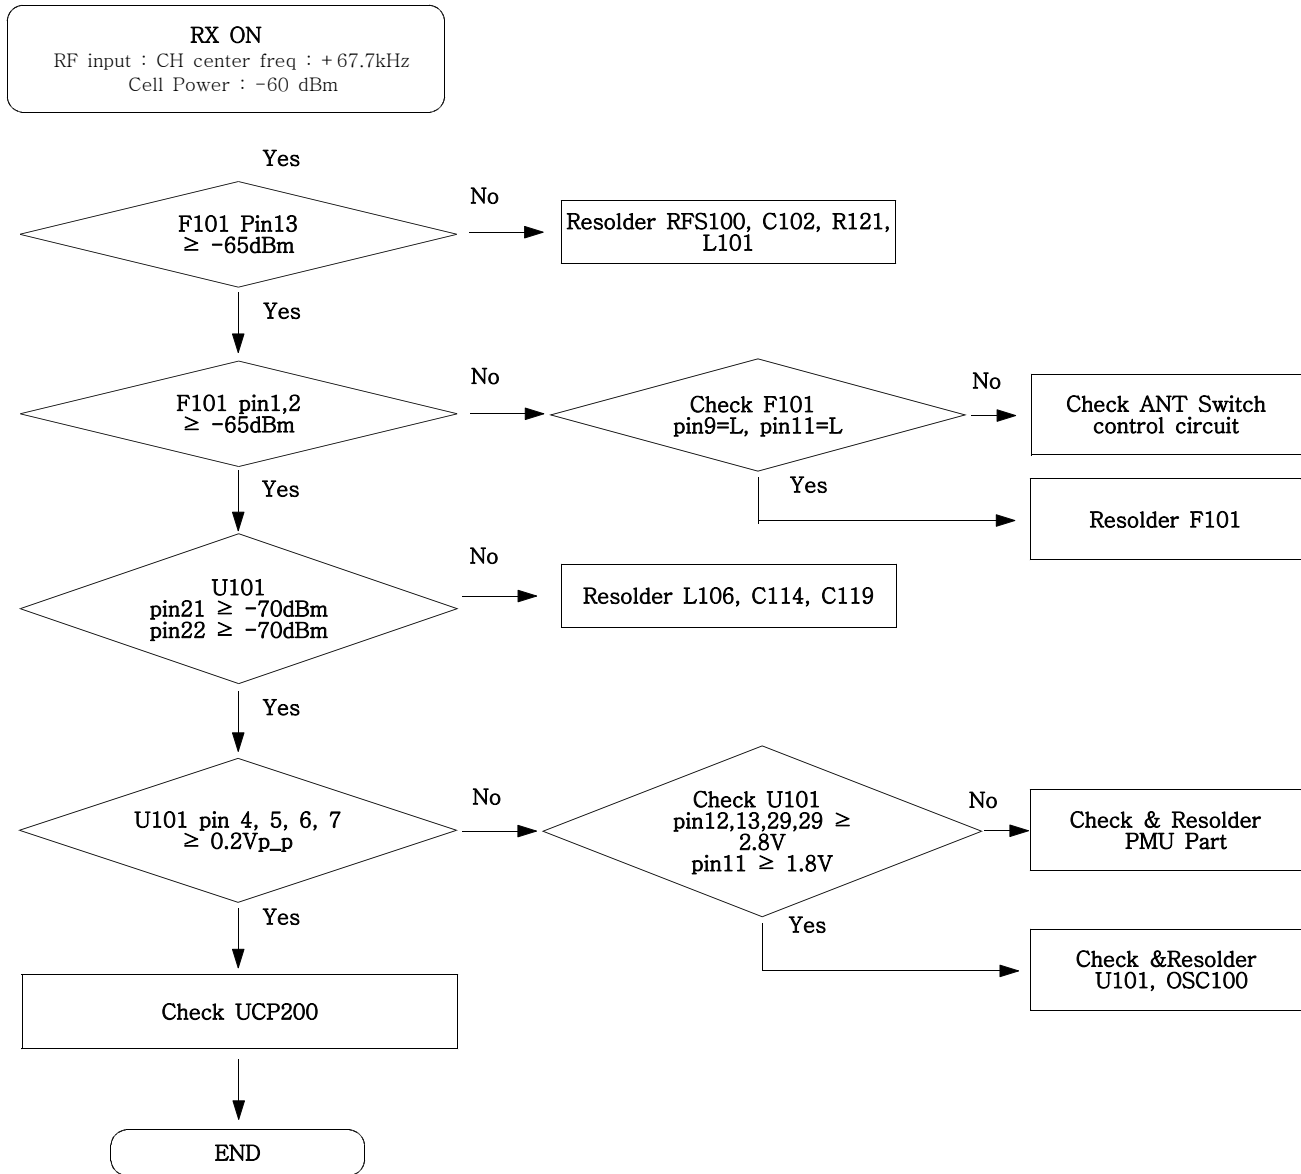 RX ON
RF input : CH center freq : +67.7kHz
Cell Power : -60 dBm
Yes
F101 Pin13
≥ -65dBm
No
Resolder RFS100, C102, R121,
L101
Yes
F101 pin1,2
≥ -65dBm
No
Check F101
pin9=L, pin11=L
No
Check ANT Switch
control circuit
Yes
Resolder F101
Yes
U101
pin21 ≥ -70dBm
pin22 ≥ -70dBm
No
Resolder L106, C114, C119
Yes
U101 pin 4, 5, 6, 7
≥ 0.2Vp_p
No
Check U101
pin12,13,29,29 ≥
2.8V
pin11 ≥ 1.8V
No
Check & Resolder
PMU Part
Yes
Check &Resolder
U101, OSC100
Yes
Check UCP200
END